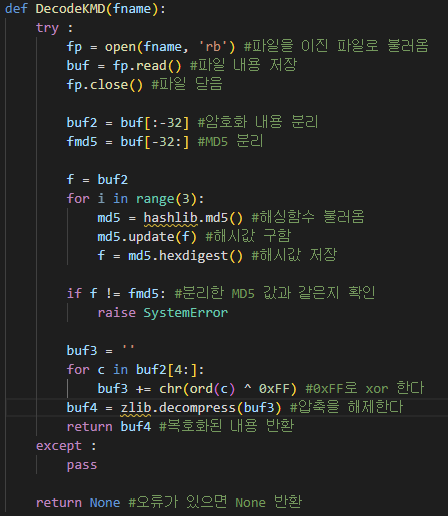 def DecodeKMD(fname):
    try :
        fp = open(fname, 'rb') #파일을 이진 파일로 불러옴
        buf = fp.read() #파일 내용 저장
        fp.close() #파일 닫음

        buf2 = buf[:-32] #암호화 내용 분리
        fmd5 = buf[-32:] #MD5 분리

        f = buf2
        for i in range(3):
            md5 = hashlib.md5() #해싱함수 불러옴
            md5.update(f) #해시값 구함
            f = md5.hexdigest() #해시값 저장

        if f != fmd5: #분리한 MD5 값과 같은지 확인
            raise SystemError

        buf3 = ''
        for c in buf2[4:]:
            buf3 += chr(ord(c) ^ 0xFF) #0xFF로 xor 한다
        buf4 = zlib.decompress(buf3) #압축을 해제한다
        return buf4 #복호화된 내용 반환
    except :
        pass

    return None #오류가 있으면 None 반환